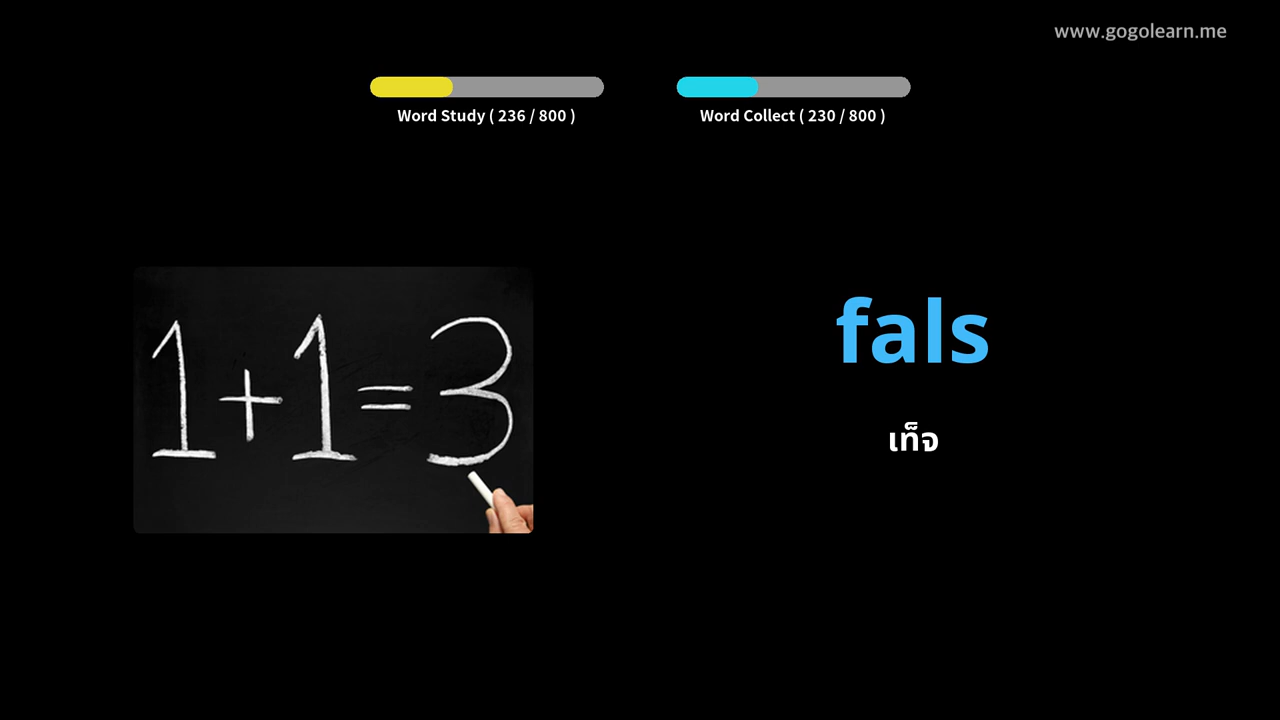 www.gogolearn.me
Word Study ( 236 / 800 )
Word Collect ( 230 / 800 )
1+1=3
fals
เท็จ